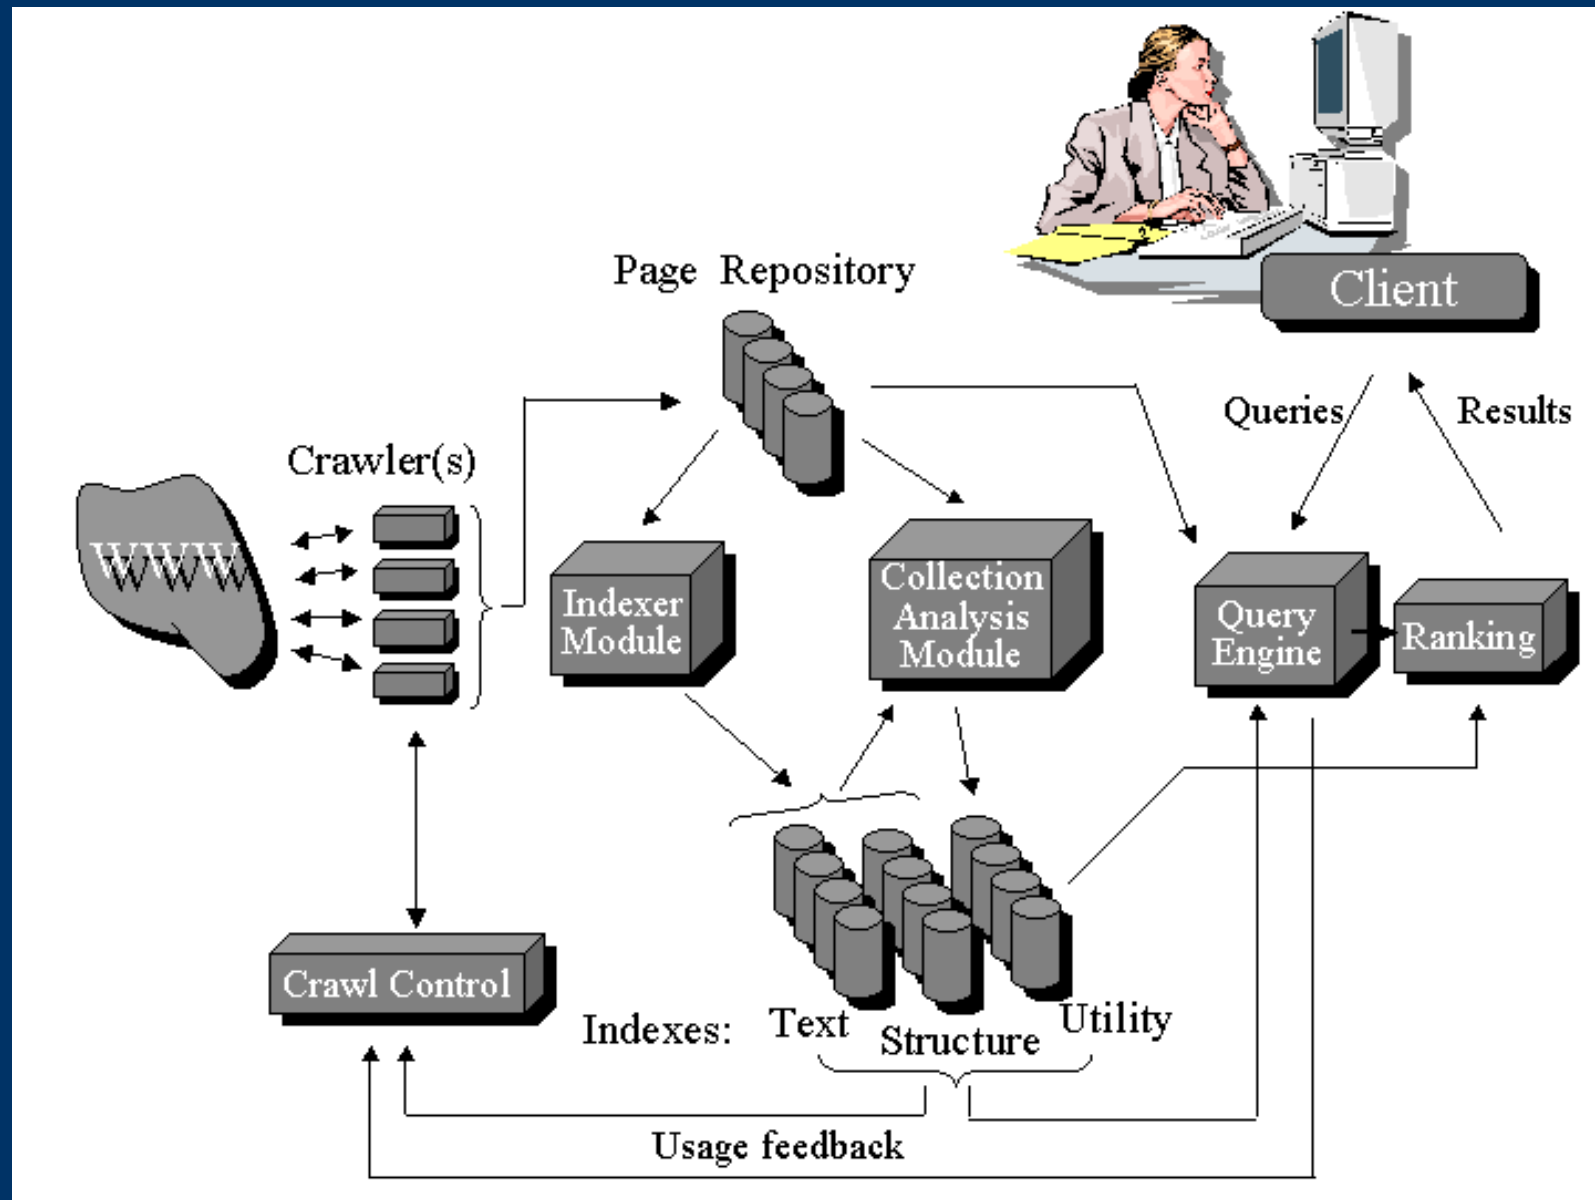 Page Repository
Client
Queries
Results
Crawler(s)
WWW
Indexer
Module
Collection
Analysis
Module
Query
Engine
Ranking
Crawl Control
Indexes:
Text
Structure
Utility
Usage feedback